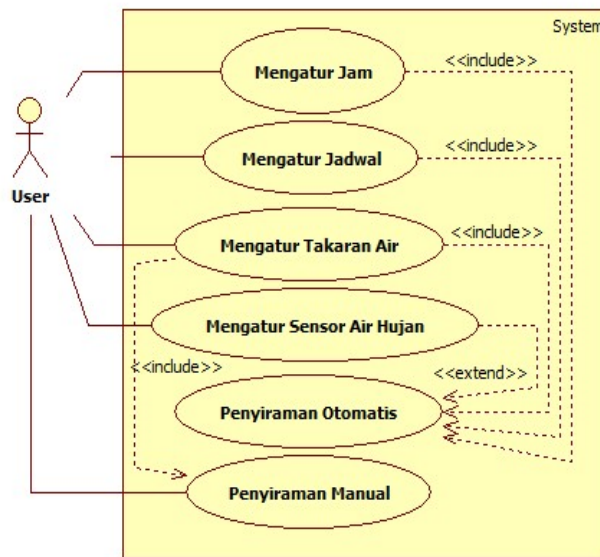 System
Mengatur Jam
<<include>>
Mengatur Jadwal
<<include>>
User
Mengatur Takaran Air
<<include>>
Mengatur Sensor Air Hujan
<<include>>
<<extend>>
Penyiraman Otomatis
Penyiraman Manual